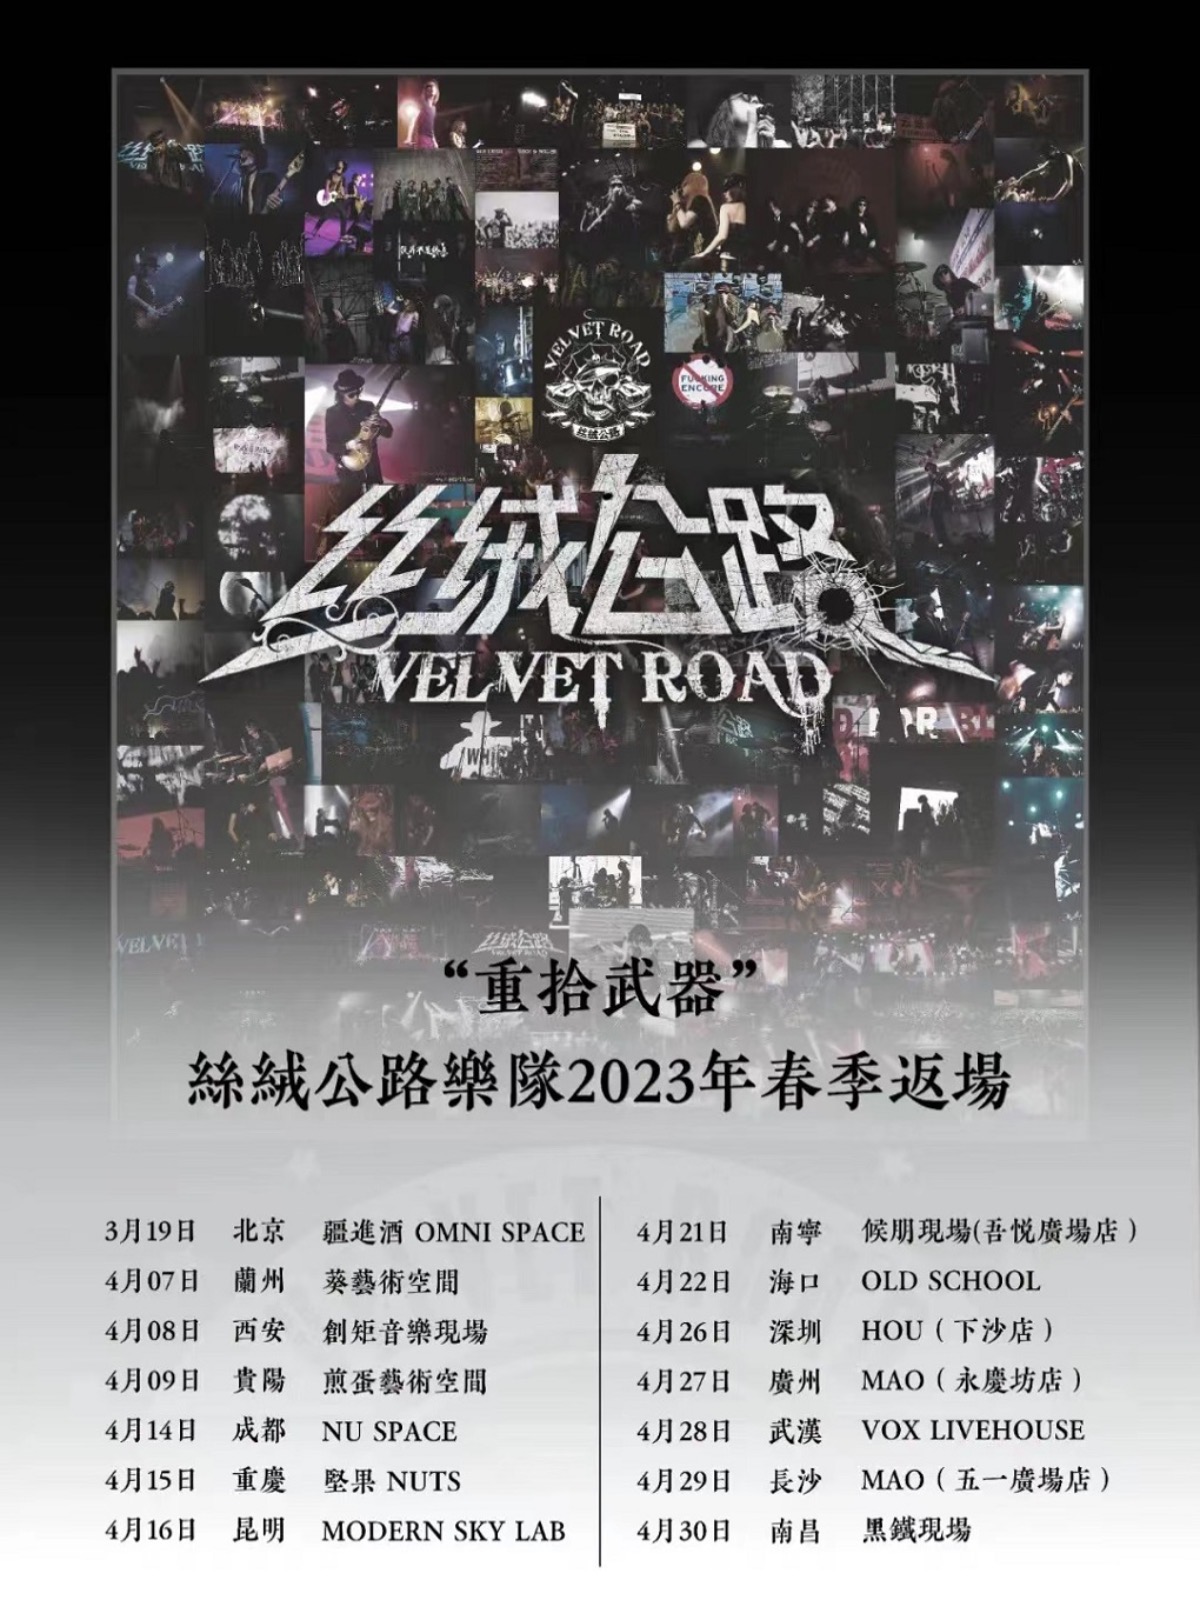 VELVET ROAD
絲絨公路
FUCKING
ENCORE
丝绒公路
VELVET ROAD
“重拾武器”
絲絨公路樂隊2023年春季返場
3月19日 北京 疆進酒 OMNI SPACE
4月07日 蘭州 葵藝術空間
4月08日 西安 創矩音樂現場
4月09日 貴陽 煎蛋藝術空間
4月14日 成都 NU SPACE
4月15日 重慶 堅果 NUTS
4月16日 昆明 MODERN SKY LAB
4月21日 南寧 候朋現場(吾悦廣場店）
4月22日 海口 OLD SCHOOL
4月26日 深圳 HOU（下沙店）
4月27日 廣州 MAO（永慶坊店）
4月28日 武漢 VOX LIVEHOUSE
4月29日 長沙 MAO（五一廣場店）
4月30日 南昌 黑鐵現場